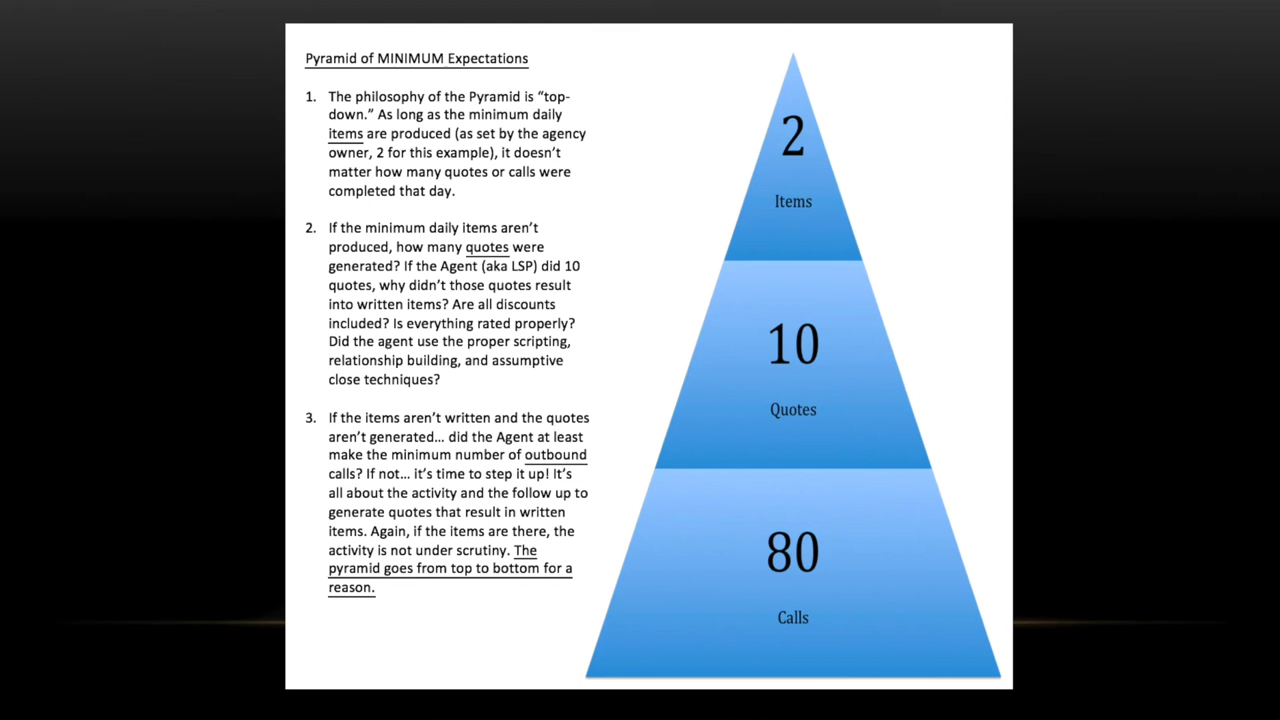 Pyramid of MINIMUM Expectations
1. The philosophy of the Pyramid is “top-
down.” As long as the minimum daily
items are produced (as set by the agency
owner, 2 for this example), it doesn’t
matter how many quotes or calls were
completed that day.
2. If the minimum daily items aren’t
produced, how many quotes were
generated? If the Agent (aka LSP) did 10
quotes, why didn’t those quotes result
into written items? Are all discounts
included? Is everything rated properly?
Did the agent use the proper scripting,
relationship building, and assumptive
close techniques?
3. If the items aren’t written and the quotes
aren’t generated... did the Agent at least
make the minimum number of outbound
calls? If not... it’s time to step it up! It’s
all about the activity and the follow up to
generate quotes that result in written
items. Again, if the items are there, the
activity is not under scrutiny. The
pyramid goes from top to bottom for a
reason.
2
Items
10
Quotes
80
Calls